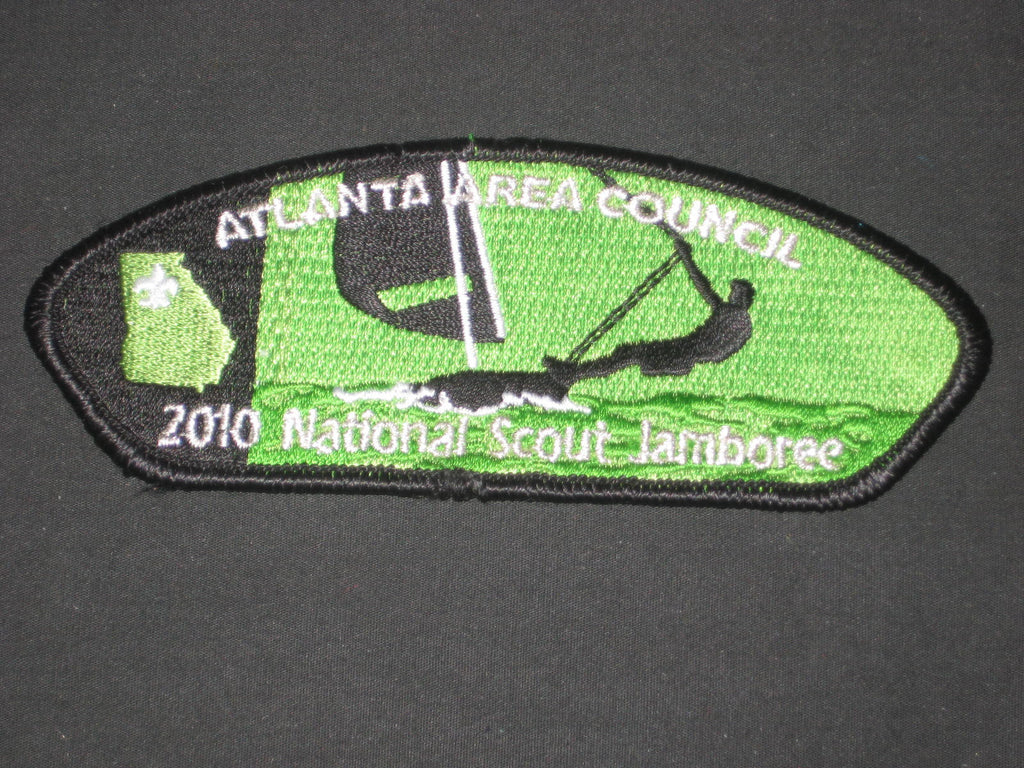 ATLANTA AREA COUNCIL
2010 National Scout Jamboree